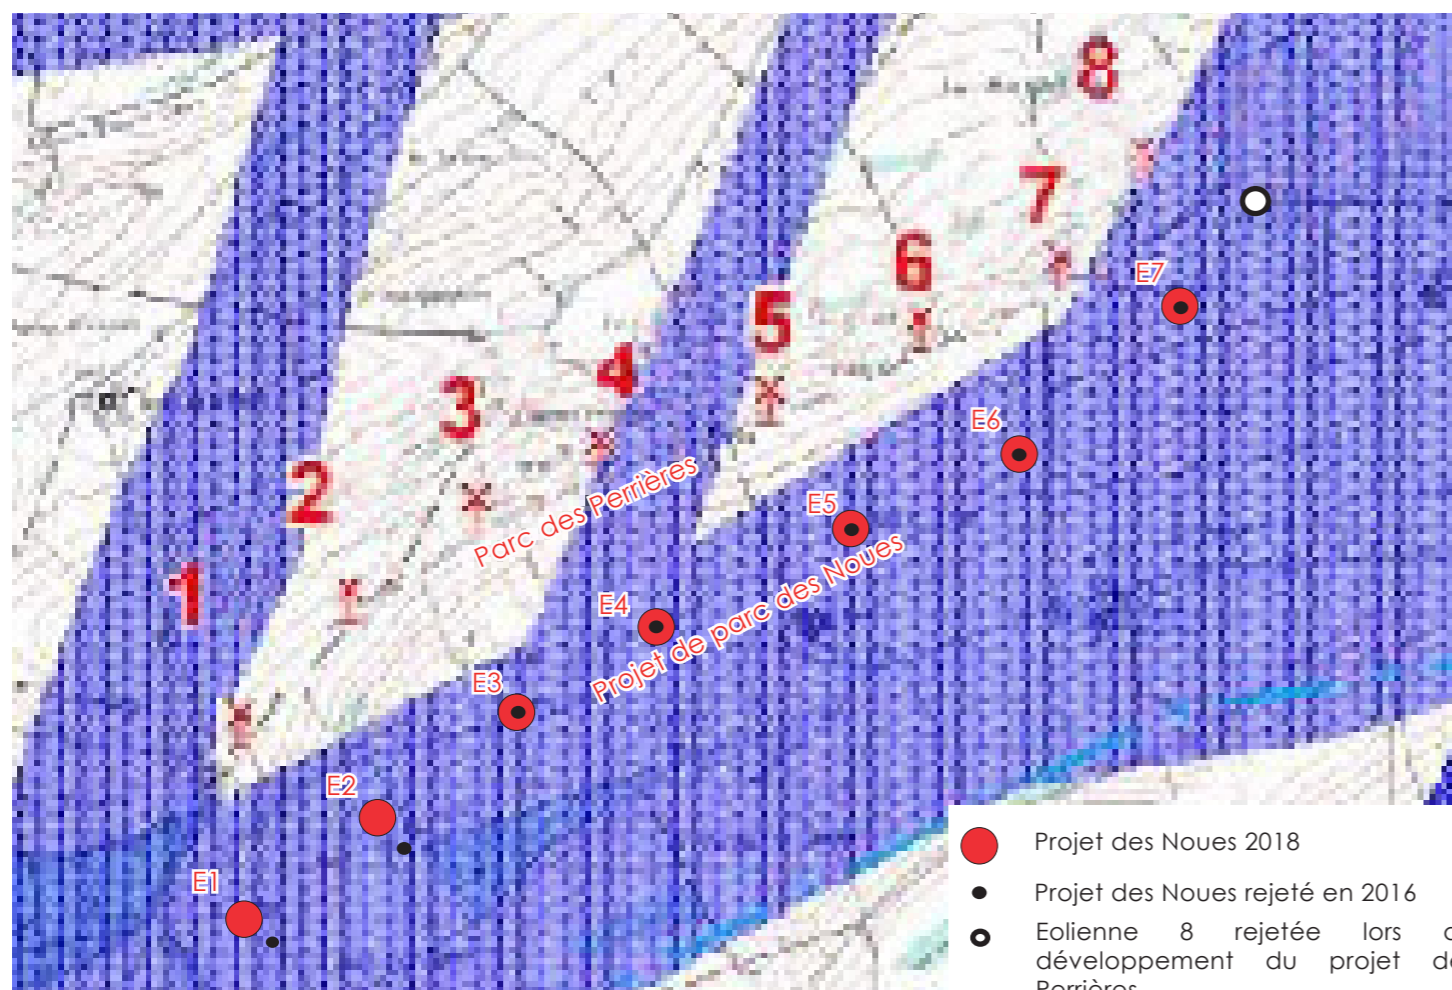 8
7
E7
6
5
4
3
E6
Parc des Perrières
2
E5
Projet de parc des Noues
1
E4
E3
E2
E1
Projet des Noues 2018
Projet des Noues rejeté en 2016
Eolienne 8 rejetée lors
développement du projet
Perrières